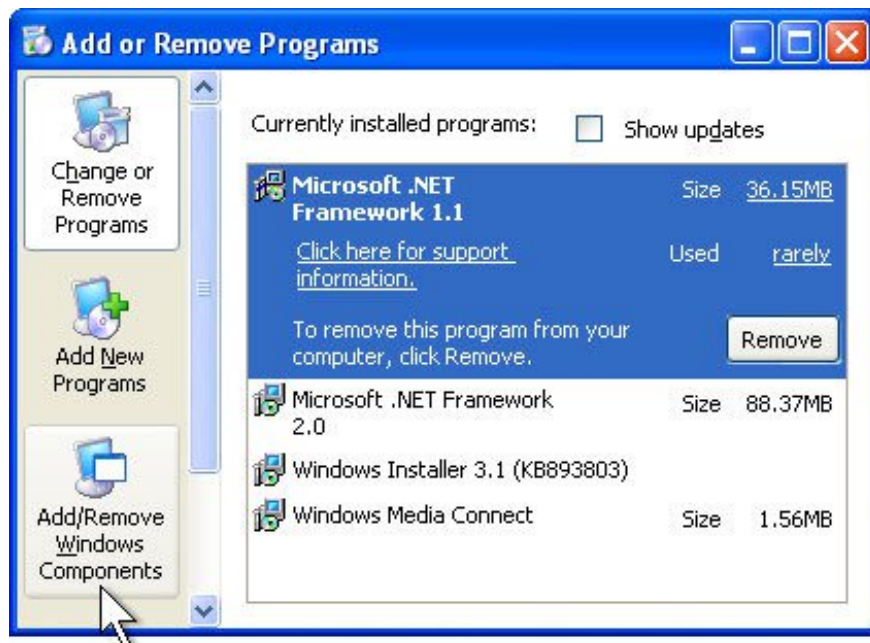 Add or Remove Programs
Change or
Remove
Programs
Add New
Programs
Add/Remove
Windows
Components
Currently installed programs:
Show updates
Microsoft .NET
Framework 1.1
Size 36.15MB
Click here for support
information.
Used rarely
To remove this program from your
computer, click Remove.
Remove
Microsoft .NET Framework
2.0
Size 88.37MB
Windows Installer 3.1 (KB893803)
Windows Media Connect
Size 1.56MB